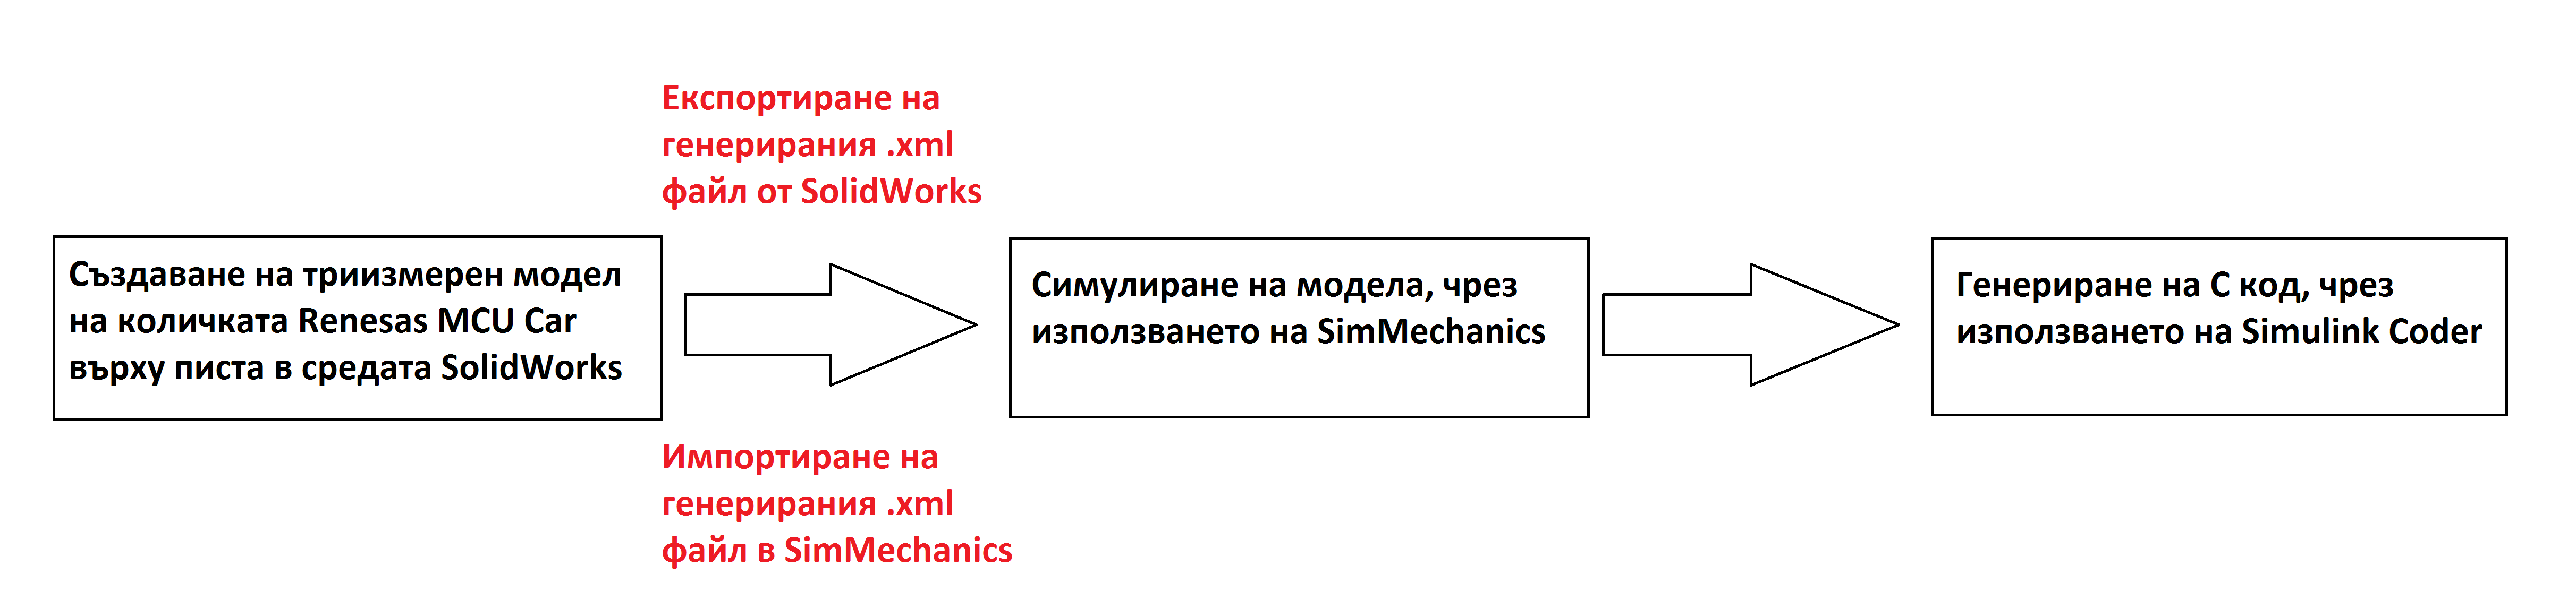 Експортиране на
генерирания .xml
файл от SolidWorks
Създаване на триизмерен модел
на количката Renesas MCU Car
върху писта в средата SolidWorks
Симулиране на модела, чрез
използването на SimMechanics
Генериране на C код, чрез
използването на Simulink Coder
Импортиране на
генерирания .xml
файл в SimMechanics